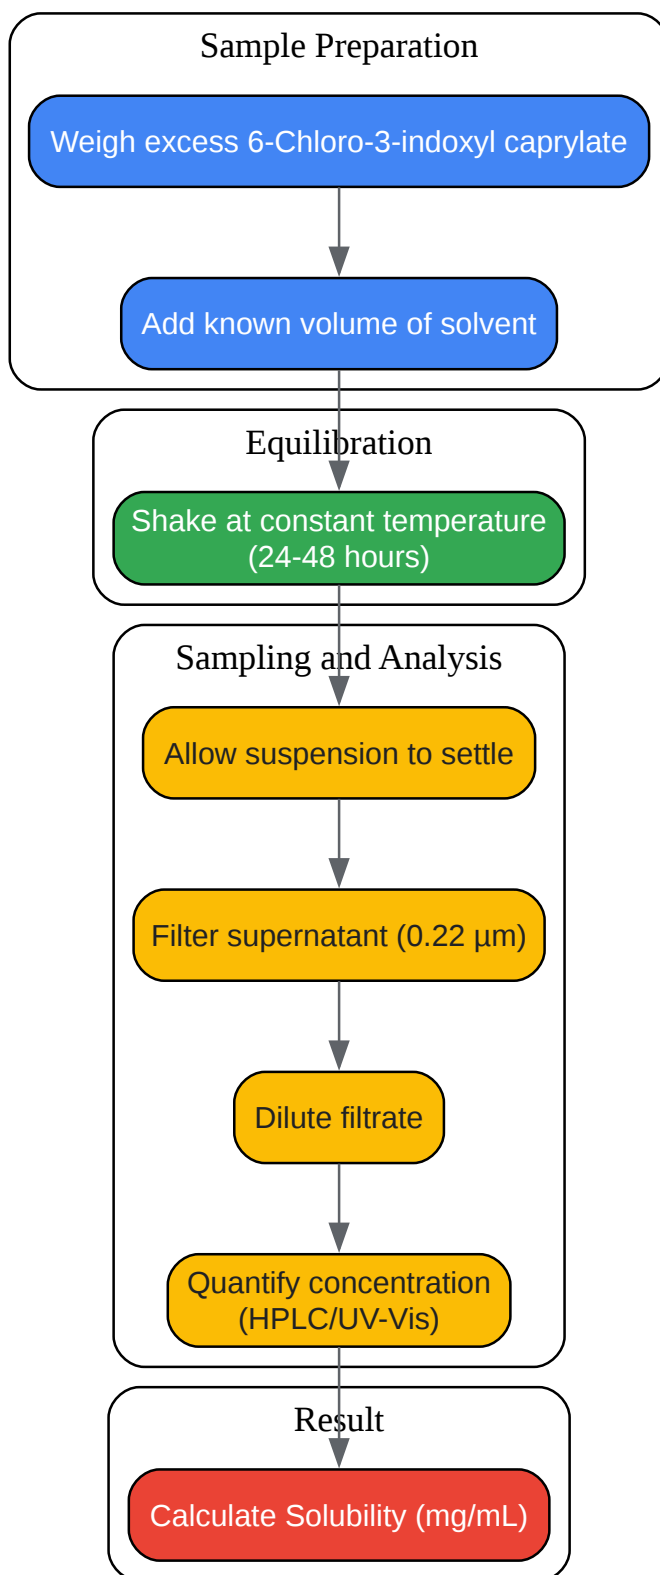 Sample Preparation
Weigh excess 6-Chloro-3-indoxyl caprylate
Add known volume of solvent
Equilibration
Shake at constant temperature
(24-48 hours)
Sampling and Analysis
Allow suspension to settle
Filter supernatant (0.22 µm)
Dilute filtrate
Quantify concentration
(HPLC/UV-Vis)
Result
Calculate Solubility (mg/mL)